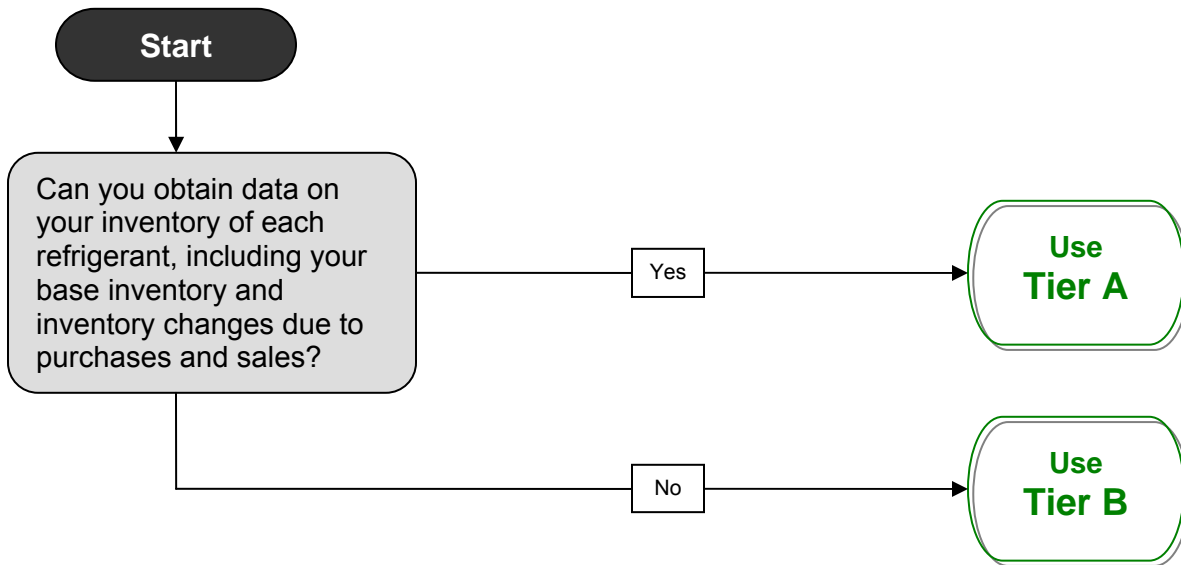 Start
Can you obtain data on
your inventory of each
refrigerant, including your
base inventory and
inventory changes due to
purchases and sales?
Yes
Use
Tier A
No
Use
Tier B